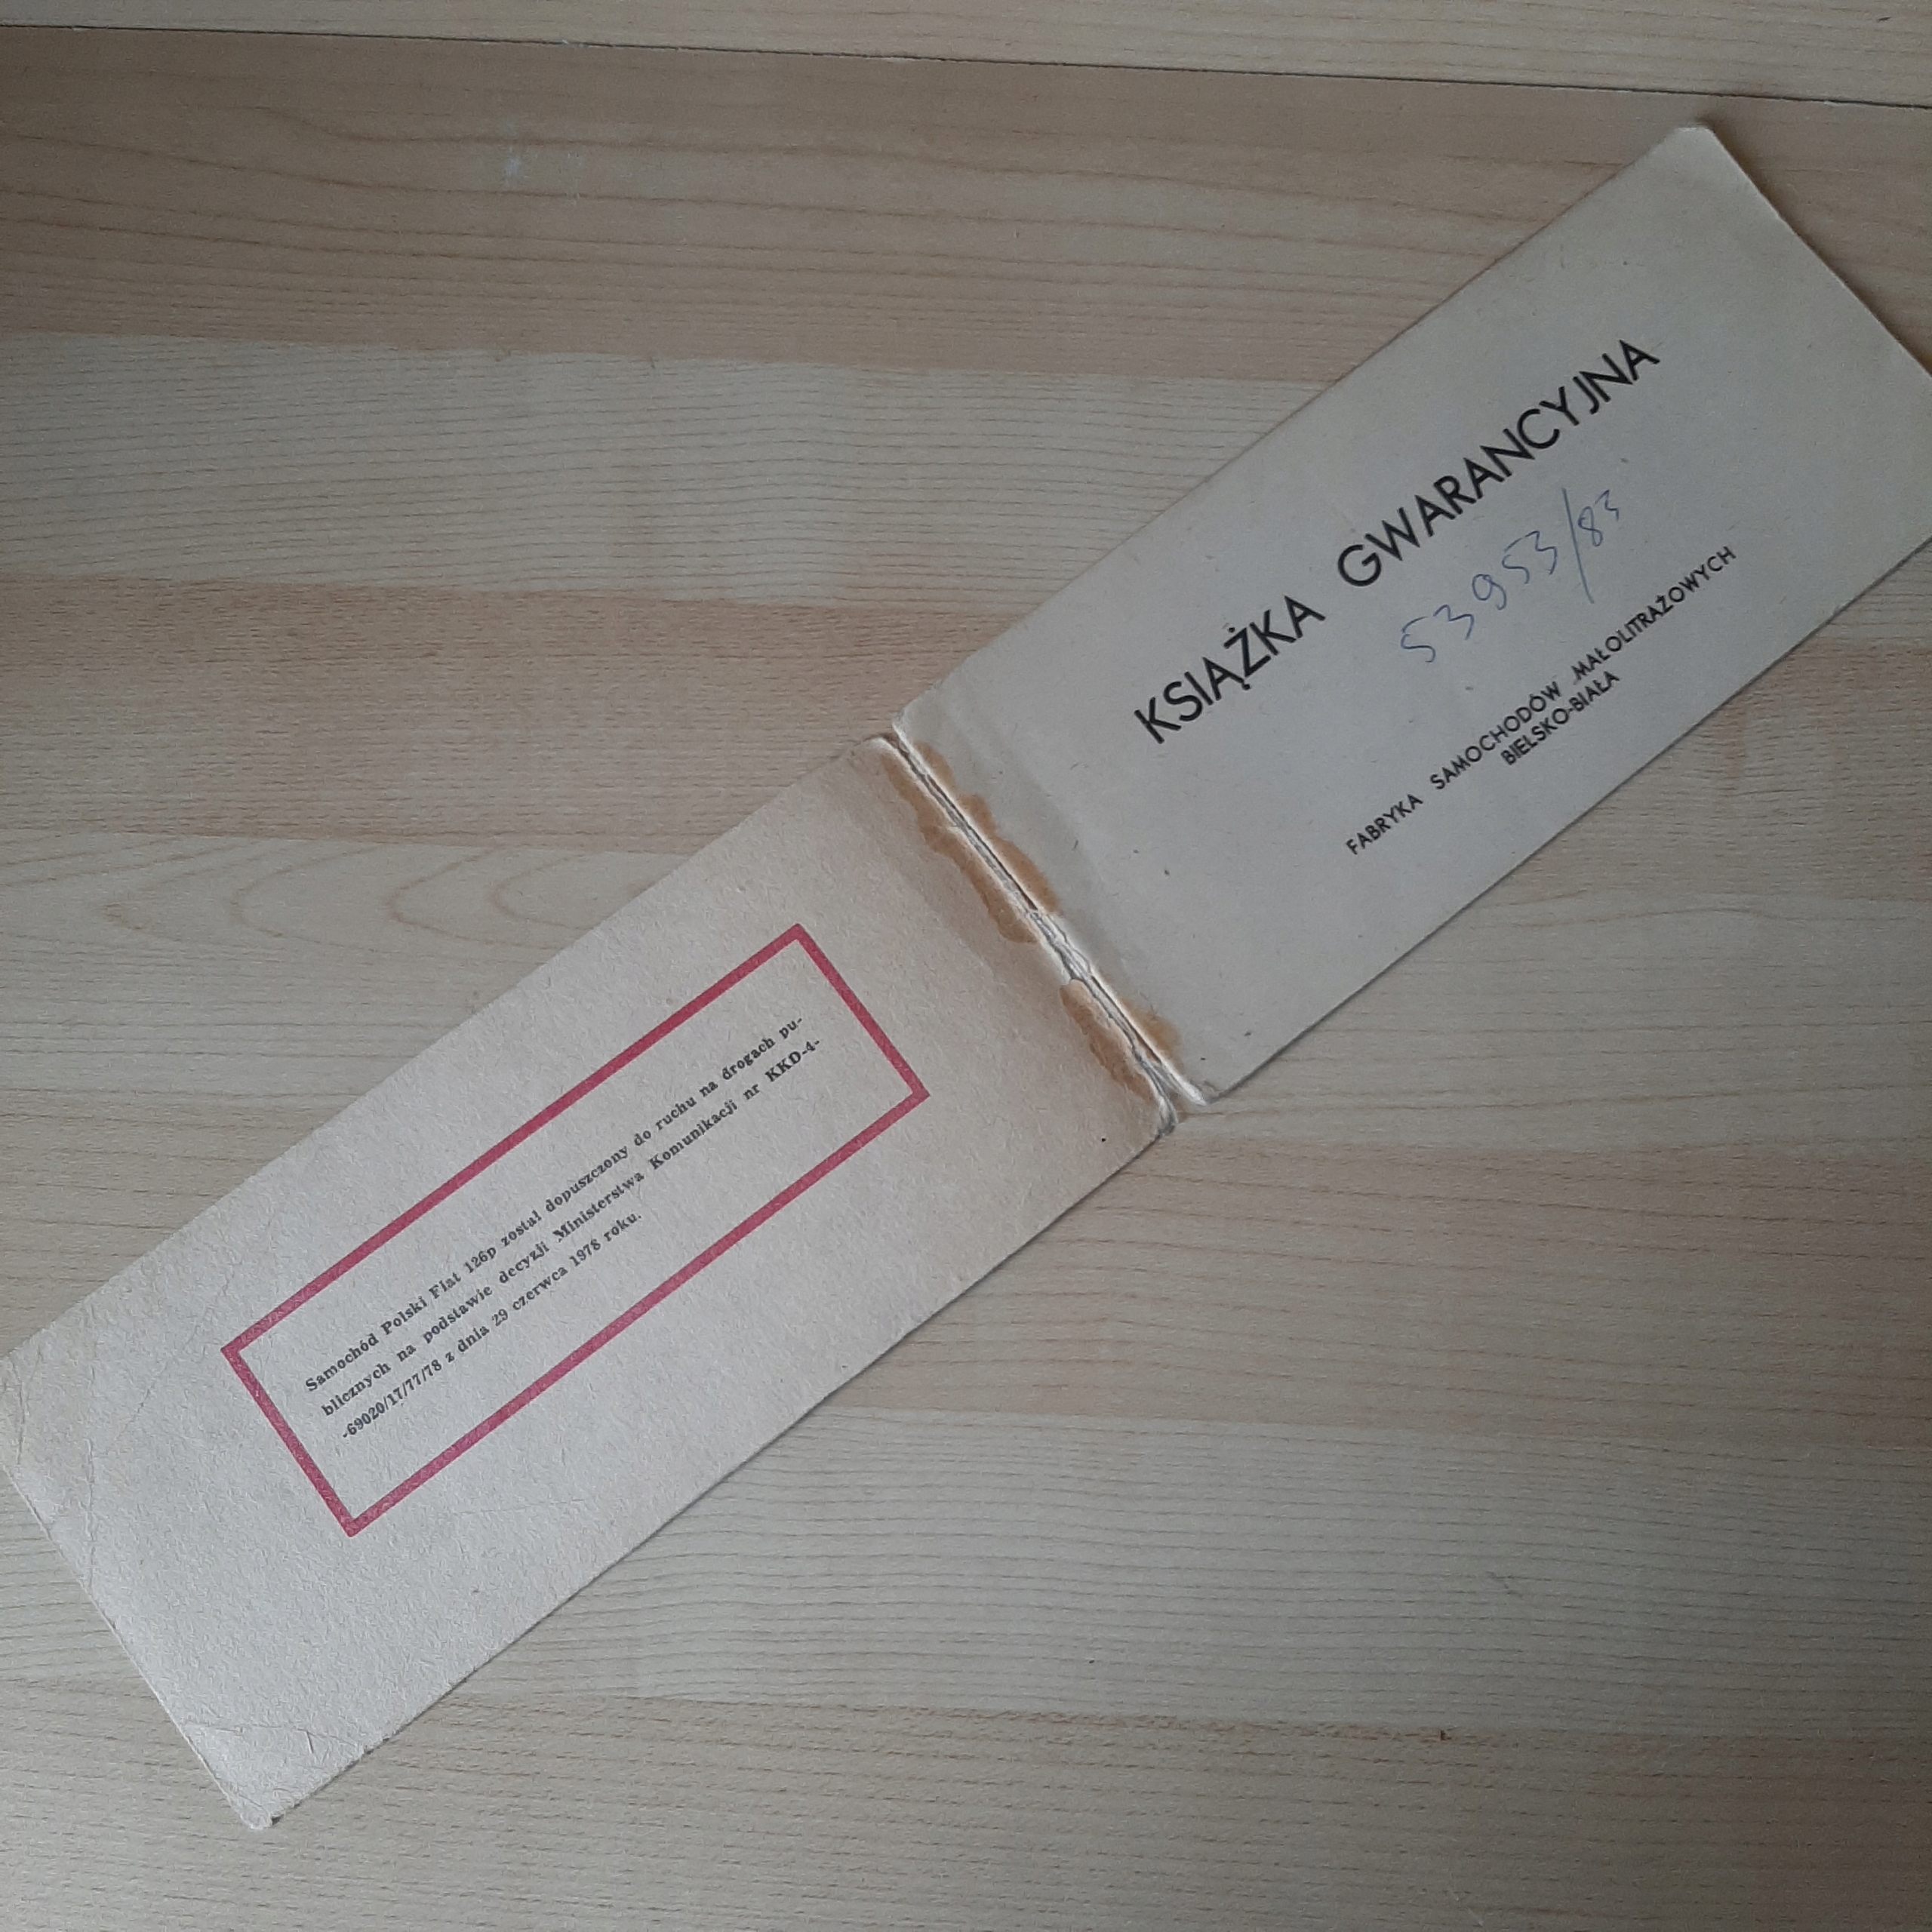 Samochód Polski Fiat 126p został dopuszczony do ruchu na drogach pu-
blicznych na podstawie decyzji Ministerstwa Komunikacji nr KKD-4-
-69020/17/77/78 z dnia 29 czerwca 1978 roku.
KSIĄŻKA GWARANCYJNA
53953/83
FABRYKA SAMOCHODÓW MAŁOLITRAŻOWYCH
BIELSKO-BIAŁA